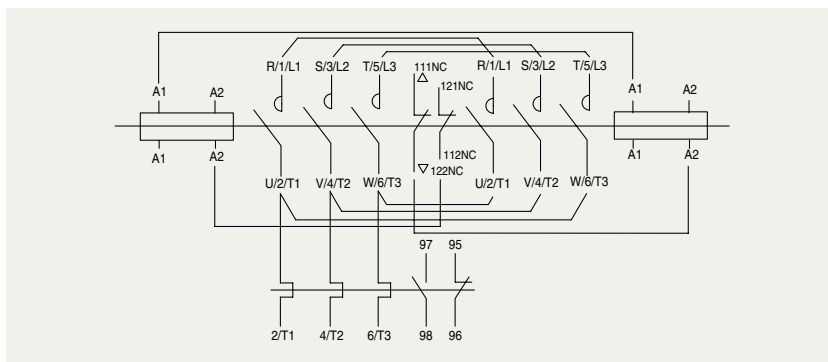 R/1/L1 S/3/L2 T/5/L3 111NC R/1/L1 S/3/L2 T/5/L3
A1 A2 121NC A1 A2
A1 A2 112NC A1 A2
122NC
U/2/T1 V/4/T2 W/6/T3 U/2/T1 V/4/T2 W/6/T3
97 95
2/T1 4/T2 6/T3 98 96